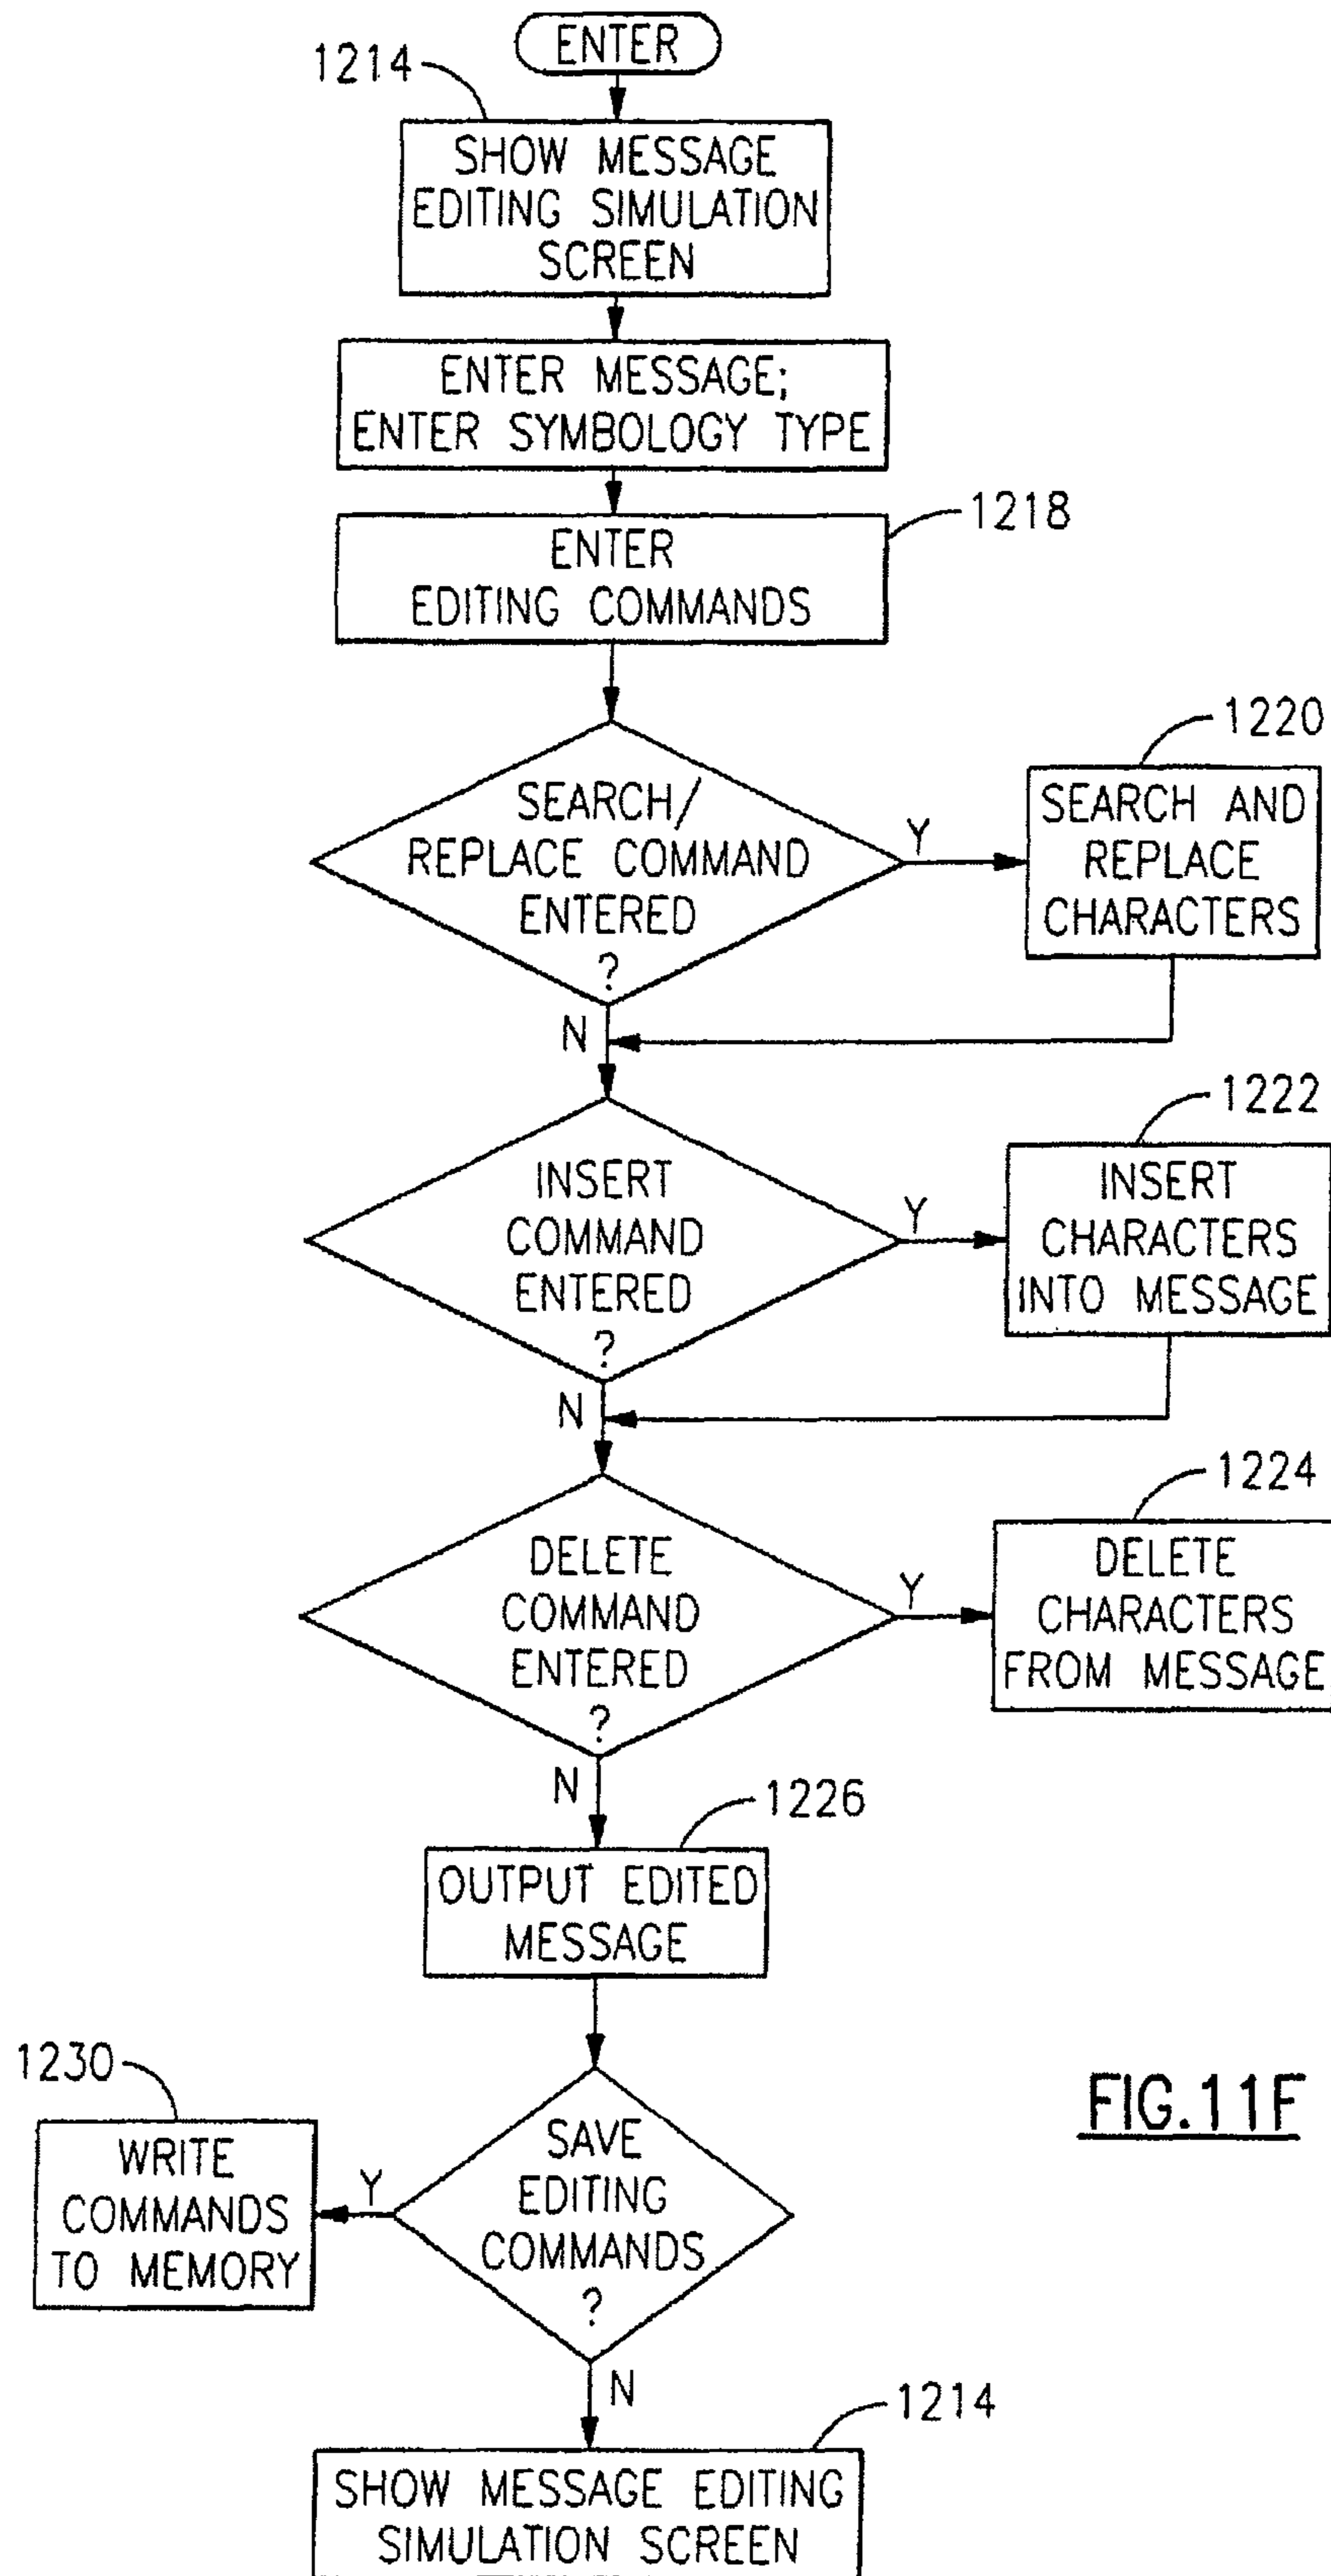 ENTER
1214
SHOW MESSAGE
EDITING SIMULATION
SCREEN
ENTER MESSAGE;
ENTER SYMBOLOGY TYPE
1218
ENTER
EDITING COMMANDS
SEARCH/
REPLACE COMMAND
ENTERED
?
Y
N
1220
SEARCH AND
REPLACE
CHARACTERS
INSERT
COMMAND
ENTERED
?
Y
N
1222
INSERT
CHARACTERS
INTO MESSAGE
DELETE
COMMAND
ENTERED
?
Y
N
1224
DELETE
CHARACTERS
FROM MESSAGE
1226
OUTPUT EDITED
MESSAGE
SAVE
EDITING
COMMANDS
?
Y
N
1230
WRITE
COMMANDS
TO MEMORY
1214
SHOW MESSAGE EDITING
SIMULATION SCREEN
FIG.11F